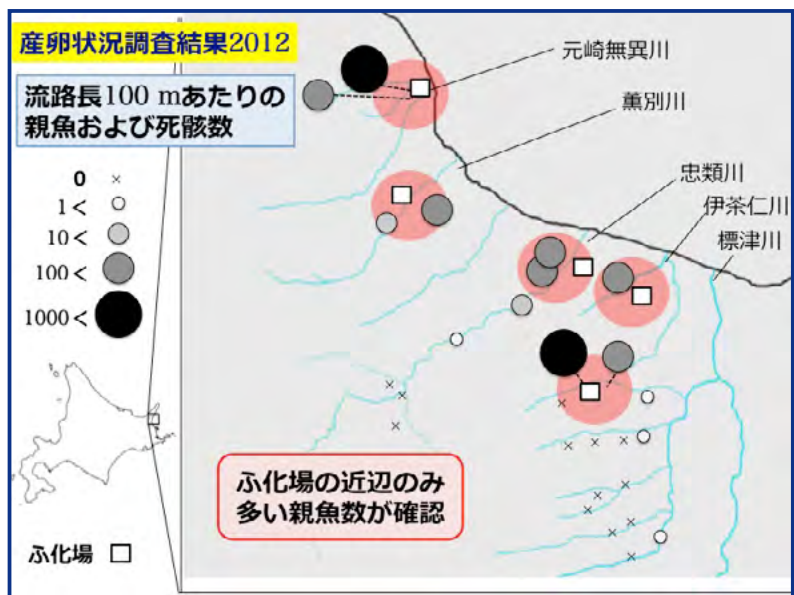 産卵状況調査結果2012
流路長100 mあたりの
親魚および死骸数
0
1<
10<
100<
1000<
ふ化場
元崎無異川
薫別川
忠類川
伊茶仁川
標津川
ふ化場の近辺のみ
多い親魚数が確認